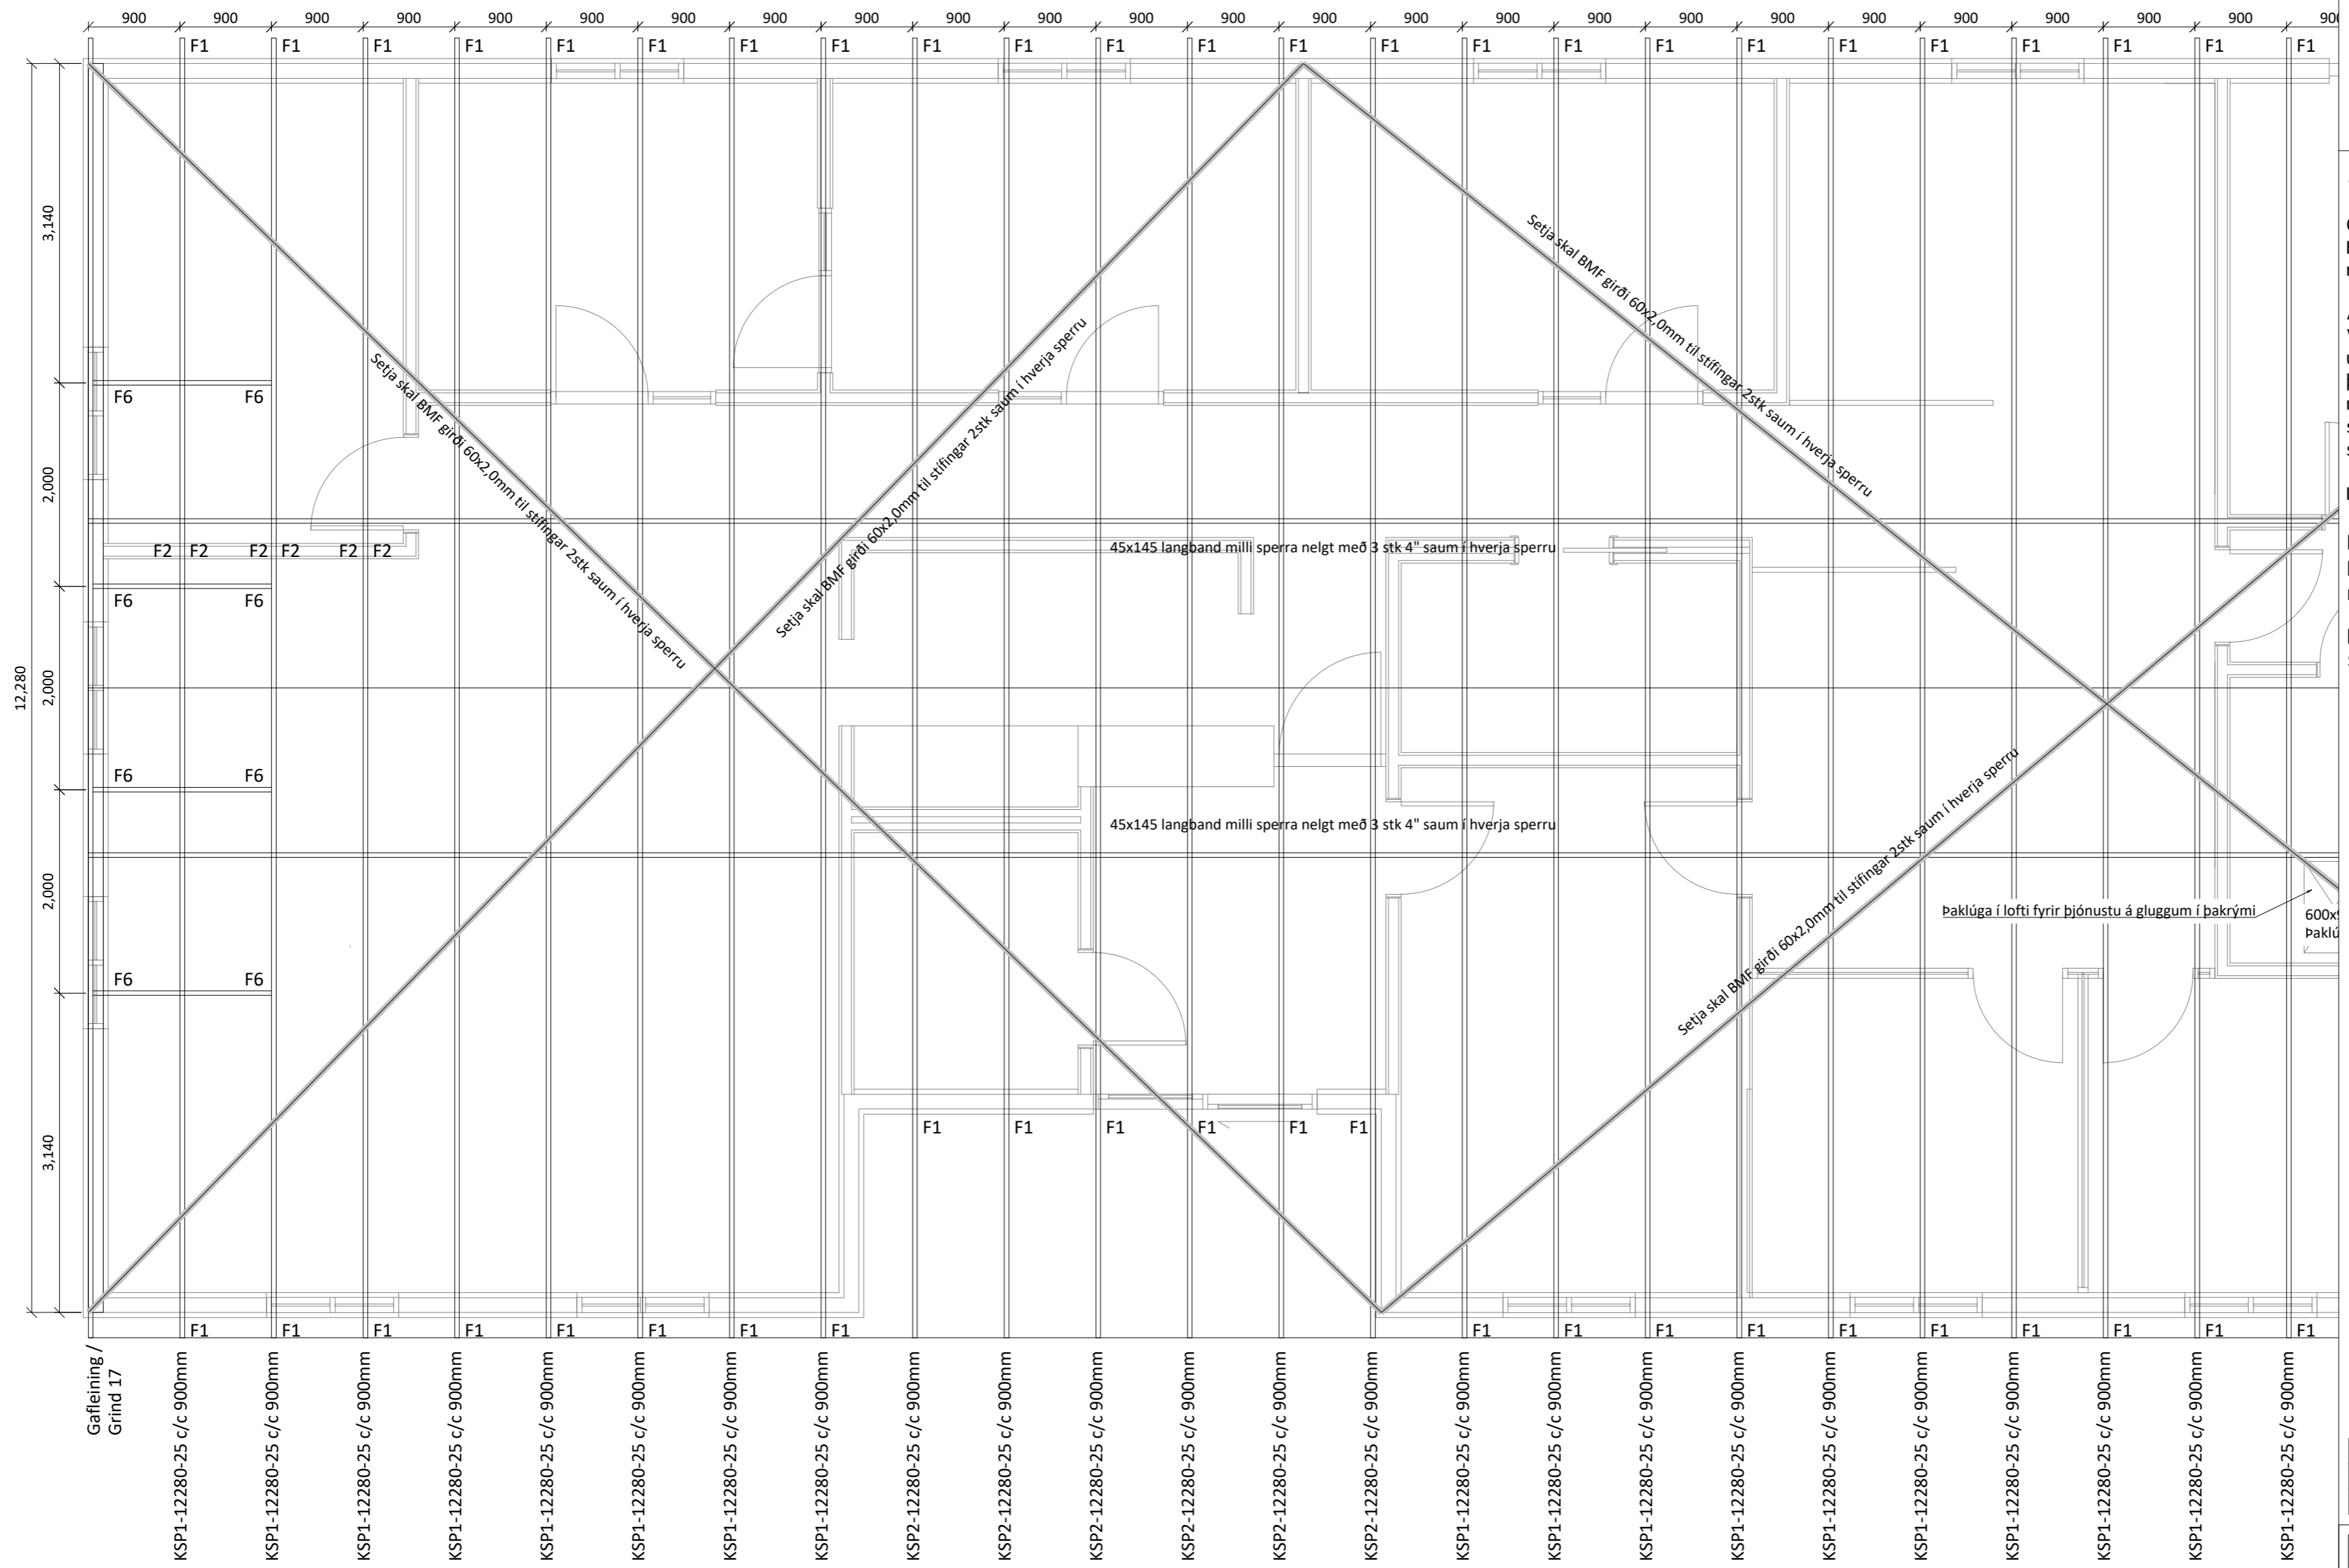 900 900 900 900 900 900 900 900 900 900 900 900 900 900 900 900 900 900 900 900 900 900 900 900
F1 F1 F1 F1 F1 F1 F1 F1 F1 F1 F1 F1 F1 F1 F1 F1 F1 F1 F1 F1 F1 F1 F1 F1
12,280
3,140
2,000
2,000
2,000
3,140
Setja skal BMF girði 60x2,0mm til stífingar 2stk saum í hverja sperru
Setja skal BMF girði 60x2,0mm til stífingar 2stk saum í hverja sperru
Setja skal BMF girði 60x2,0mm til stífingar 2stk saum í hverja sperru
F6 F6
F2 F2 F2 F2 F2 F2
45x145 langband milli sperra nelgt með 3 stk 4" saum í hverja sperru
F6 F6
F6 F6
45x145 langband milli sperra nelgt með 3 stk 4" saum í hverja sperru
Setja skal BMF girði 60x2,0mm til stífingar 2stk saum í hverja sperru
Þaklúga í lofti fyrir þjónustu á gluggum í þakrými
F6 F6
F1 F1 F1 F1 F1 F1
F1 F1 F1 F1 F1 F1 F1 F1 F1 F1 F1 F1 F1 F1 F1 F1 F1 F1
Gafleining /
Grind 17
KSP1-12280-25 c/c 900mm
KSP1-12280-25 c/c 900mm
KSP1-12280-25 c/c 900mm
KSP1-12280-25 c/c 900mm
KSP1-12280-25 c/c 900mm
KSP1-12280-25 c/c 900mm
KSP1-12280-25 c/c 900mm
KSP1-12280-25 c/c 900mm
KSP2-12280-25 c/c 900mm
KSP2-12280-25 c/c 900mm
KSP2-12280-25 c/c 900mm
KSP2-12280-25 c/c 900mm
KSP2-12280-25 c/c 900mm
KSP2-12280-25 c/c 900mm
KSP1-12280-25 c/c 900mm
KSP1-12280-25 c/c 900mm
KSP1-12280-25 c/c 900mm
KSP1-12280-25 c/c 900mm
KSP1-12280-25 c/c 900mm
KSP1-12280-25 c/c 900mm
KSP1-12280-25 c/c 900mm
KSP1-12280-25 c/c 900mm
KSP1-12280-25 c/c 900mm
KSP1-12280-25 c/c 900mm